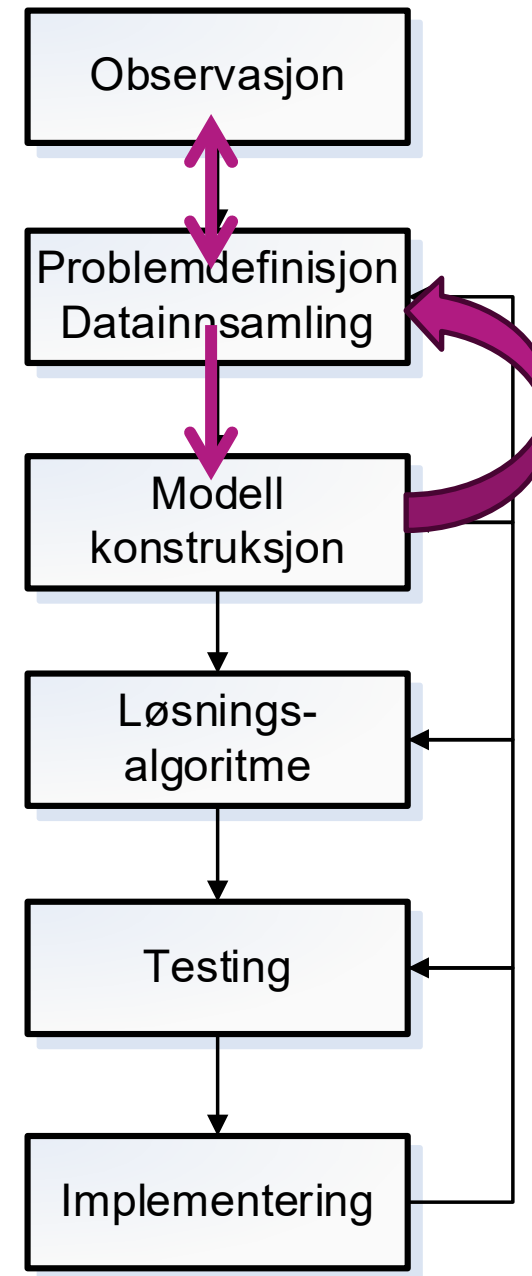 Observasjon
Problemdefinisjon
Datainnsamling
Modell
konstruksjon
Løsnings-
algoritme
Testing
Implementering